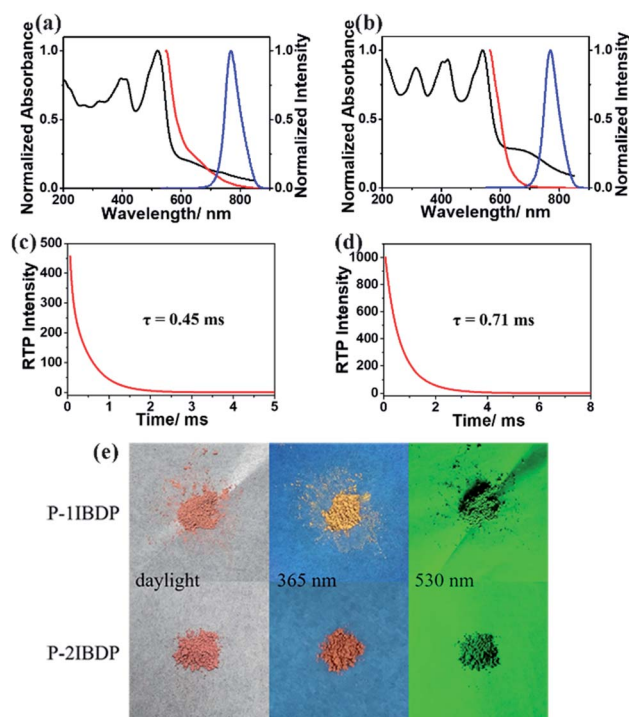 (a)
(b)
Normalized Absorbance
1.0
0.5
0.0
200 400 600 800
Wavelength/ nm
1.0
0.5
0.0
Normalized Intensity
Normalized Absorbance
1.0
0.5
0.0
200 400 600 800
Wavelength/ nm
1.0
0.5
0.0
Normalized Intensity
(c)
RTP Intensity
500
400
300
200
100
0
τ = 0.45 ms
0 1 2 3 4 5
Time/ ms
(d)
RTP Intensity
1000
800
600
400
200
0
τ = 0.71 ms
0 2 4 6 8
Time/ ms
(e)
P-1IBDP
daylight 365 nm 530 nm
P-2IBDP